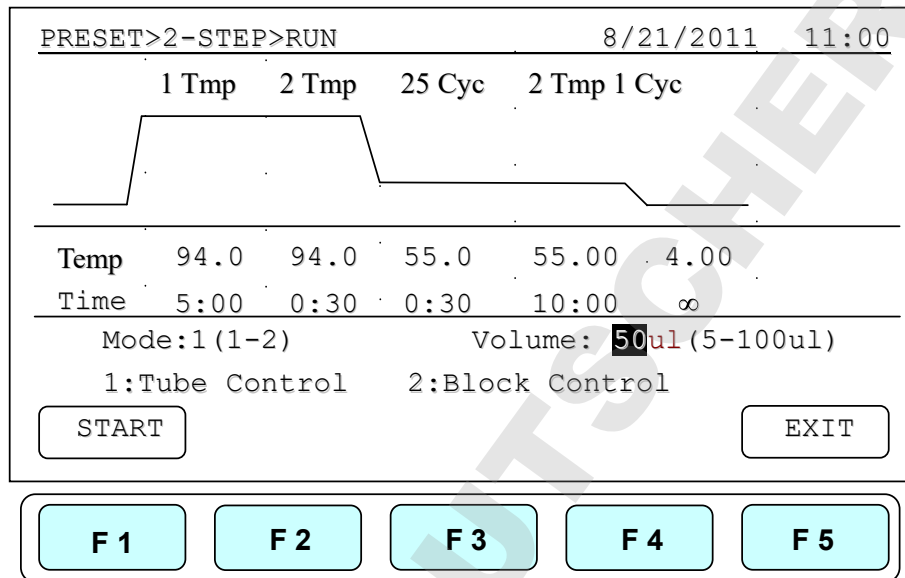 PRESET>2-STEP>RUN 8/21/2011 11:00
1 Tmp 2 Tmp 25 Cyc 2 Tmp 1 Cyc
Temp 94.0 94.0 55.0 55.00 4.00
Time 5:00 0:30 0:30 10:00 ∞
Mode:1(1-2) Volume: 50ul(5-100ul)
1:Tube Control 2:Block Control
START EXIT
F 1 F 2 F 3 F 4 F 5